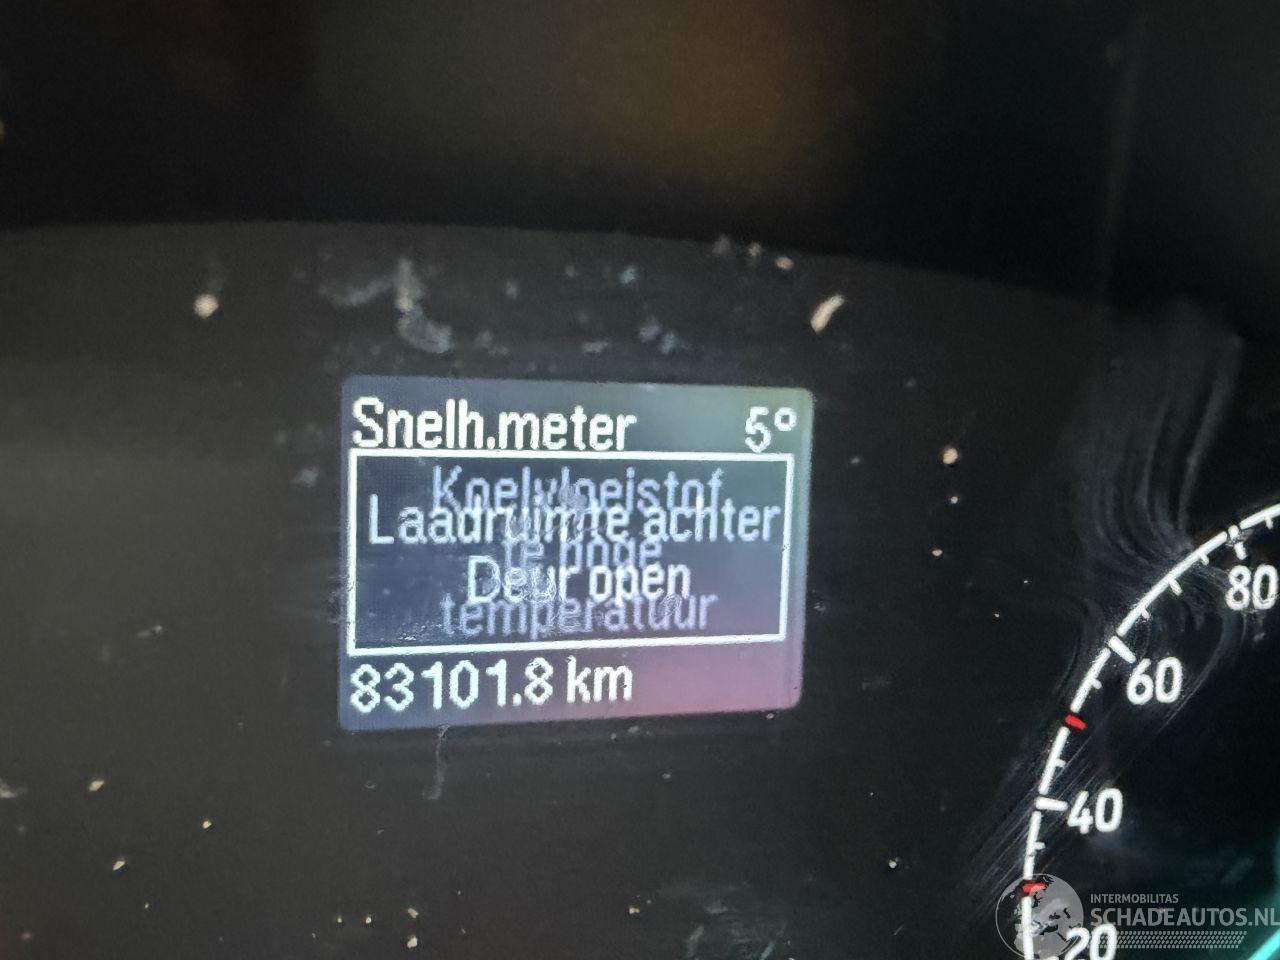 Snelh.meter 5°
Koelvloeistof
Laadruimte achter
te hoge
Deur open
temperatuur
83101.8 km
80
60
40
20
INTERMOBILITAS
SCHADEAUTOS.NL